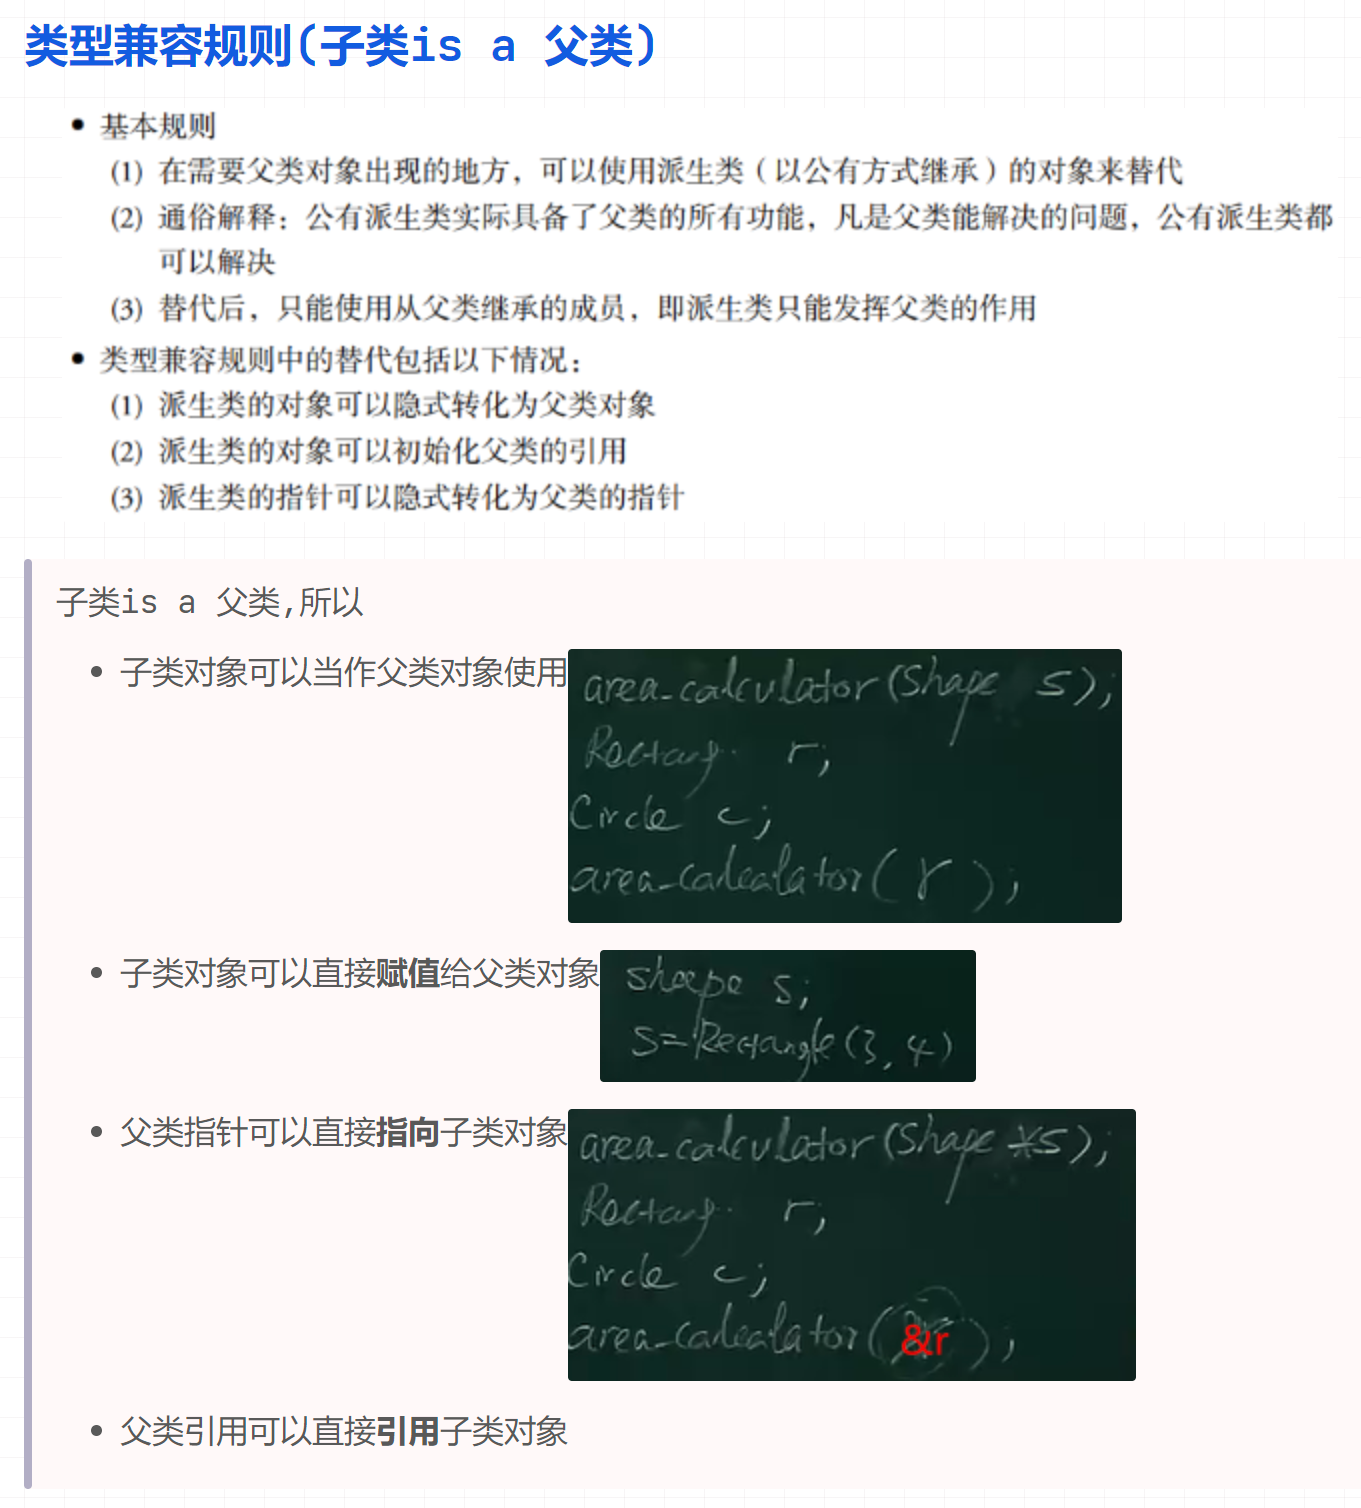 类型兼容规则(子类is a 父类)
• 基本规则
(1) 在需要父类对象出现的地方，可以使用派生类（以公有方式继承）的对象来替代
(2) 通俗解释：公有派生类实际具备了父类的所有功能，凡是父类能解决的问题，公有派生类都
可以解决
(3) 替代后，只能使用从父类继承的成员，即派生类只能发挥父类的作用
• 类型兼容规则中的替代包括以下情况：
(1) 派生类的对象可以隐式转化为父类对象
(2) 派生类的对象可以初始化父类的引用
(3) 派生类的指针可以隐式转化为父类的指针
子类is a 父类,所以
• 子类对象可以当作父类对象使用
area_calculator(Shape s);
Rectang. r;
Circle c;
area_calculator( r );
• 子类对象可以直接赋值给父类对象
shape s;
s=Rectangle(3,4)
• 父类指针可以直接指向子类对象
area_calculator(Shape *s);
Rectang. r;
Circle c;
area_calculator( &r );
• 父类引用可以直接引用子类对象